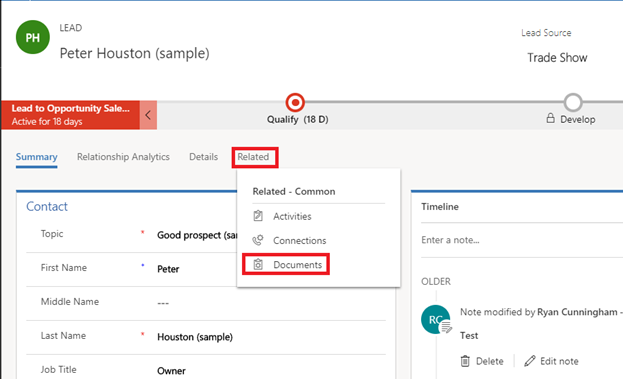 PH
LEAD
Peter Houston (sample)
Lead Source
Trade Show
Lead to Opportunity Sale...
Active for 18 days
Qualify (18 D)
Develop
Summary
Relationship Analytics
Details
Related
Related - Common
Activities
Connections
Documents
Contact
Topic * Good prospect (sa
First Name * Peter
Middle Name ---
Last Name * Houston (sample)
Job Title Owner
Timeline
Enter a note...
OLDER
RC
Note modified by Ryan Cunningham -
Test
Delete
Edit note